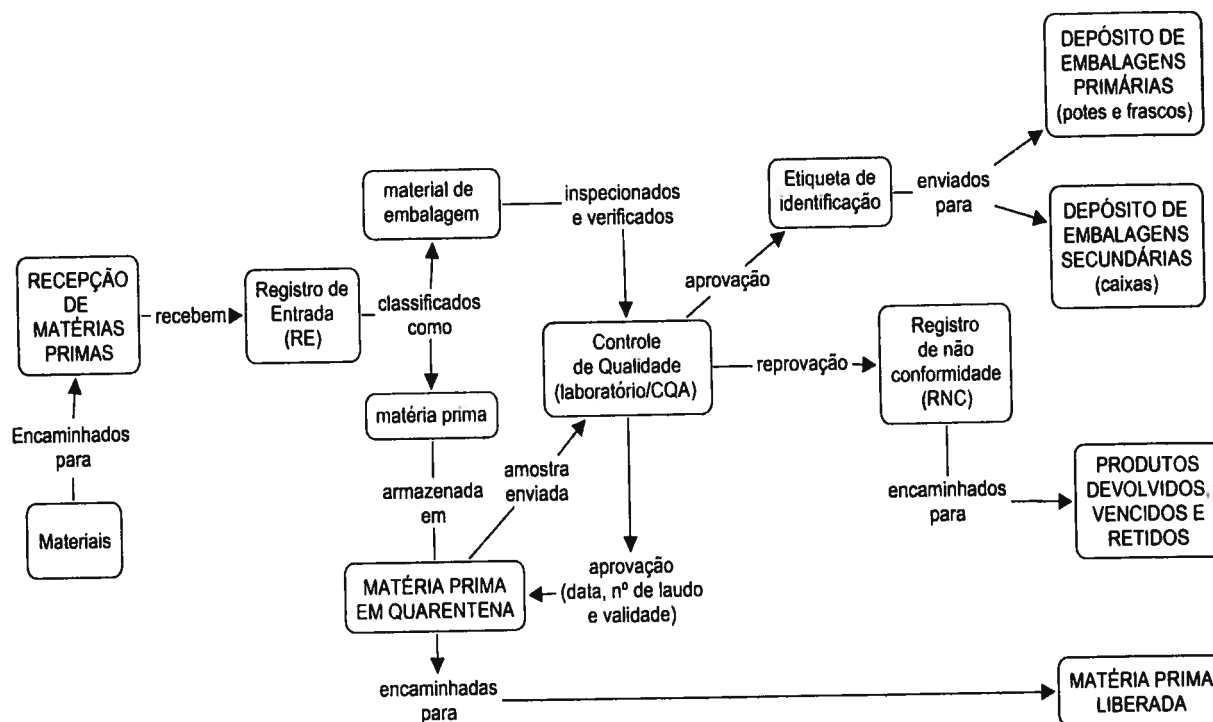 DEPÓSITO DE
EMBALAGENS
PRIMÁRIAS
(potes e frascos)
material de
embalagem
inspecionados
e verificados
Etiqueta de
identificação
enviados
para
DEPÓSITO DE
EMBALAGENS
SECUNDÁRIAS
(caixas)
RECEPÇÃO
DE
MATÉRIAS
PRIMAS
recebem
Registro de
Entrada
(RE)
classificados
como
aprovação
Controle
de Qualidade
(laboratório/CQA)
reprovação
Registro
de não
conformidade
(RNC)
matéria prima
Encaminhados
para
Materiais
armazenada
em
amostra
enviada
encaminhados
para
PRODUTOS
DEVOLVIDOS,
VENCIDOS E
RETIDOS
MATÉRIA PRIMA
EM QUARENTENA
aprovação
(data, nº de laudo
e validade)
encaminhadas
para
MATÉRIA PRIMA
LIBERADA